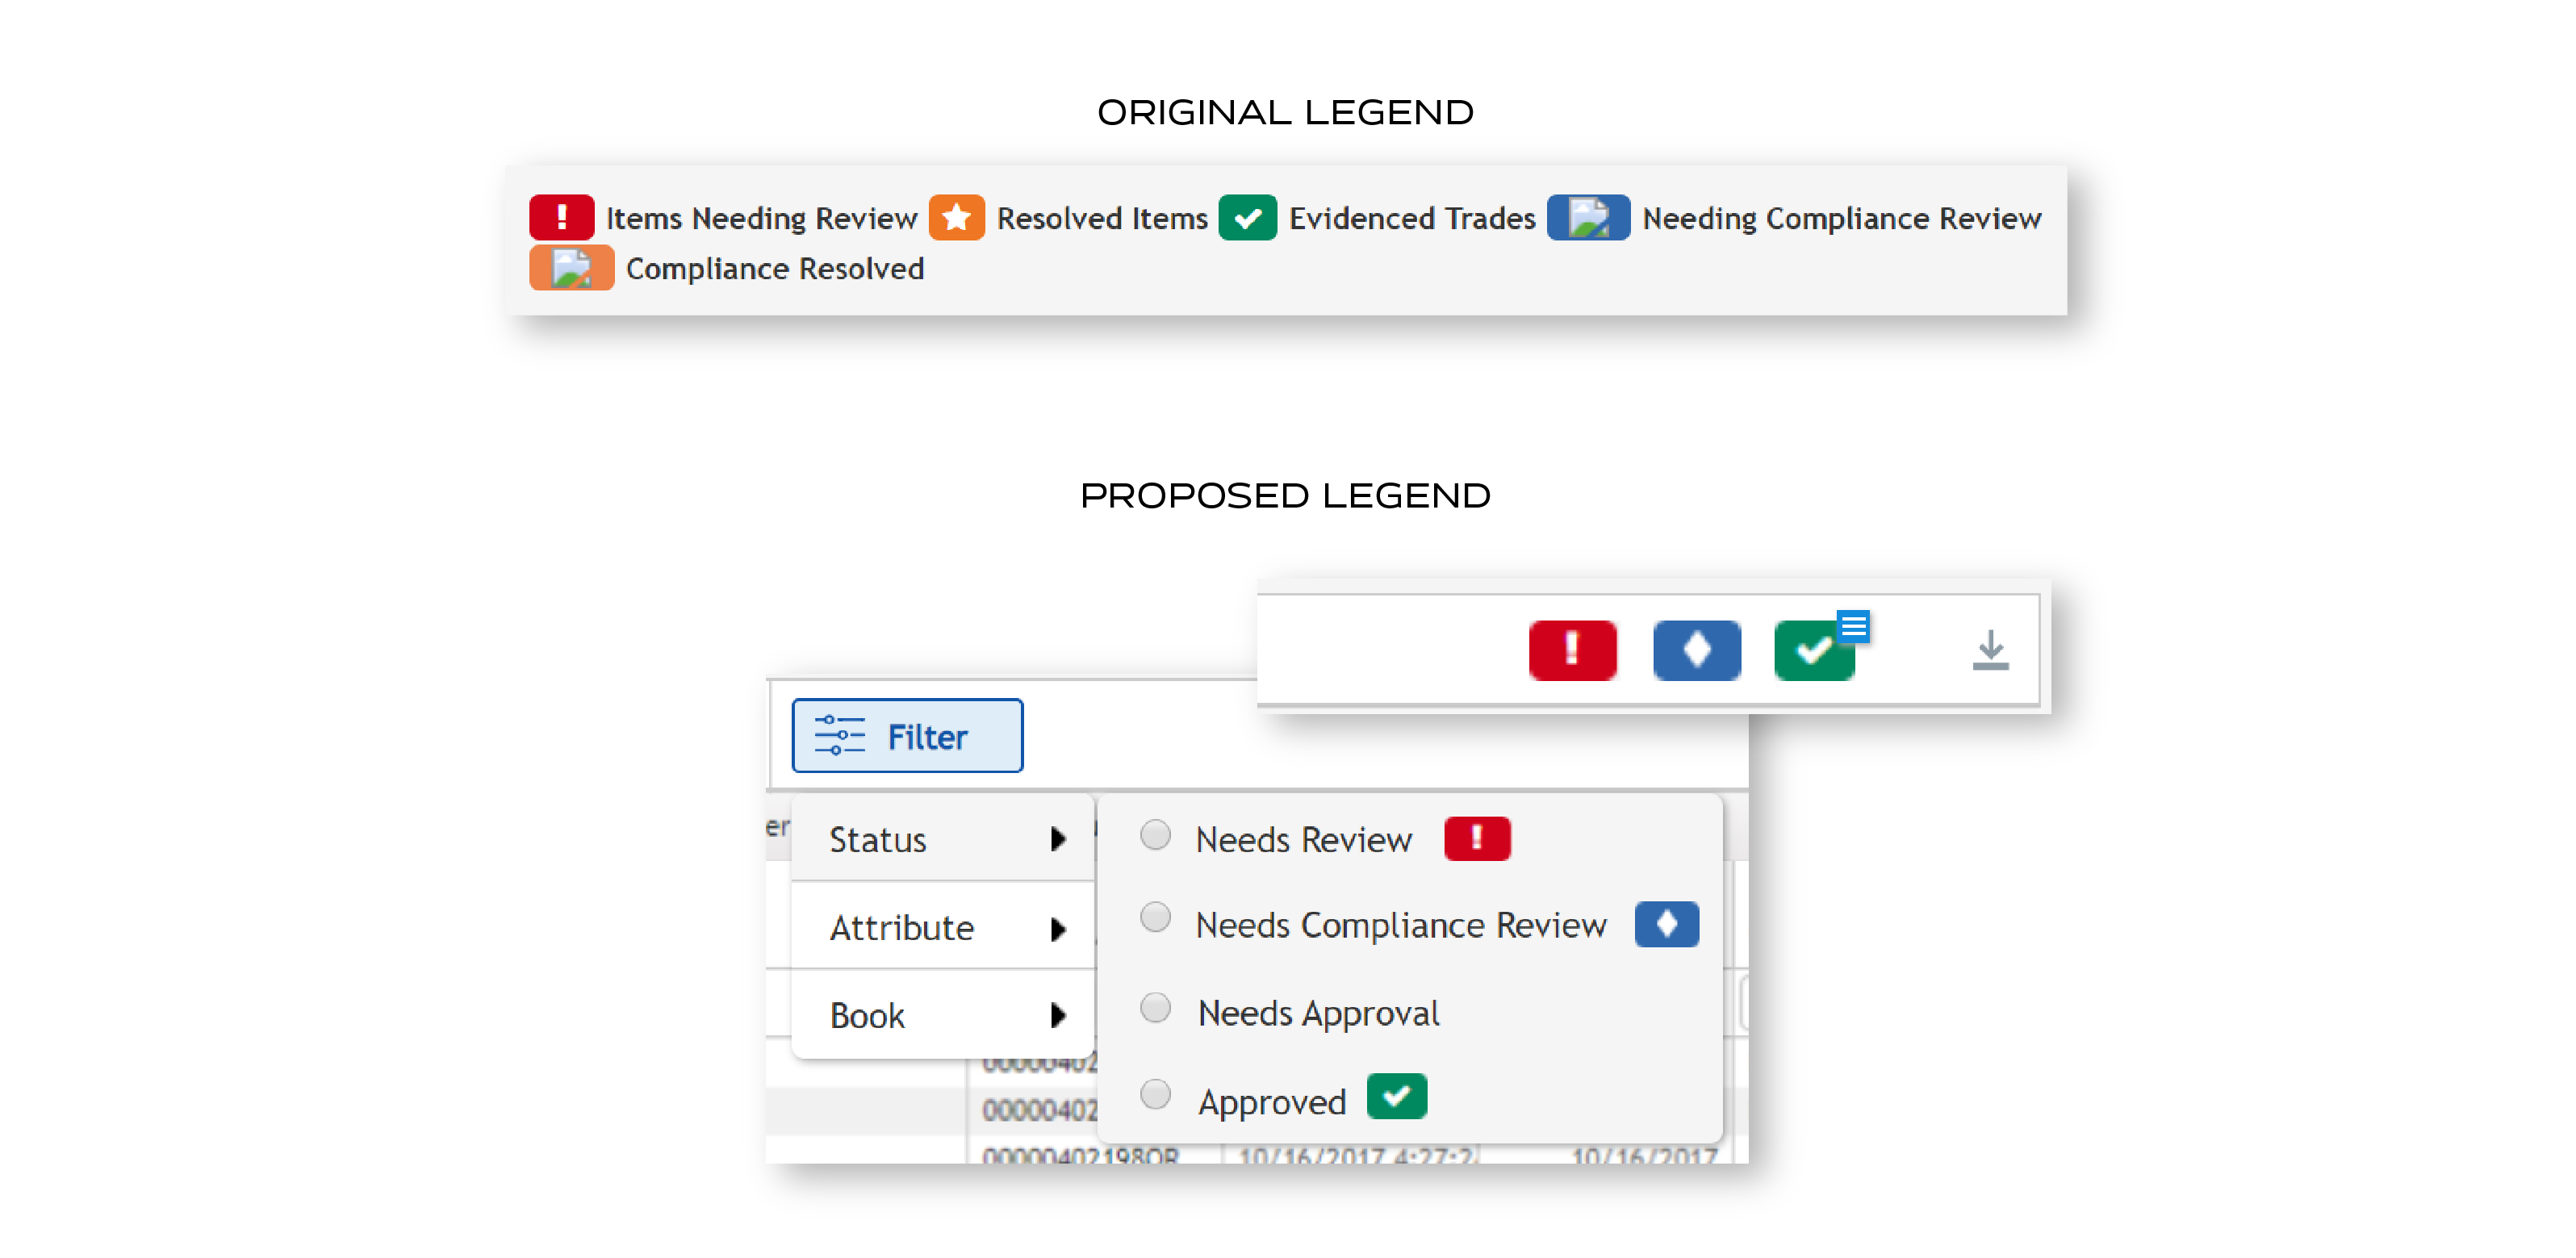 ORIGINAL LEGEND
! Items Needing Review Resolved Items Evidenced Trades Needing Compliance Review
Compliance Resolved
PROPOSED LEGEND
!
Filter
er
Status
Needs Review !
Attribute
Needs Compliance Review
Book
Needs Approval
Approved
00000402
00000402
00000402198OR 10/16/2017 4:27:2 10/16/2017